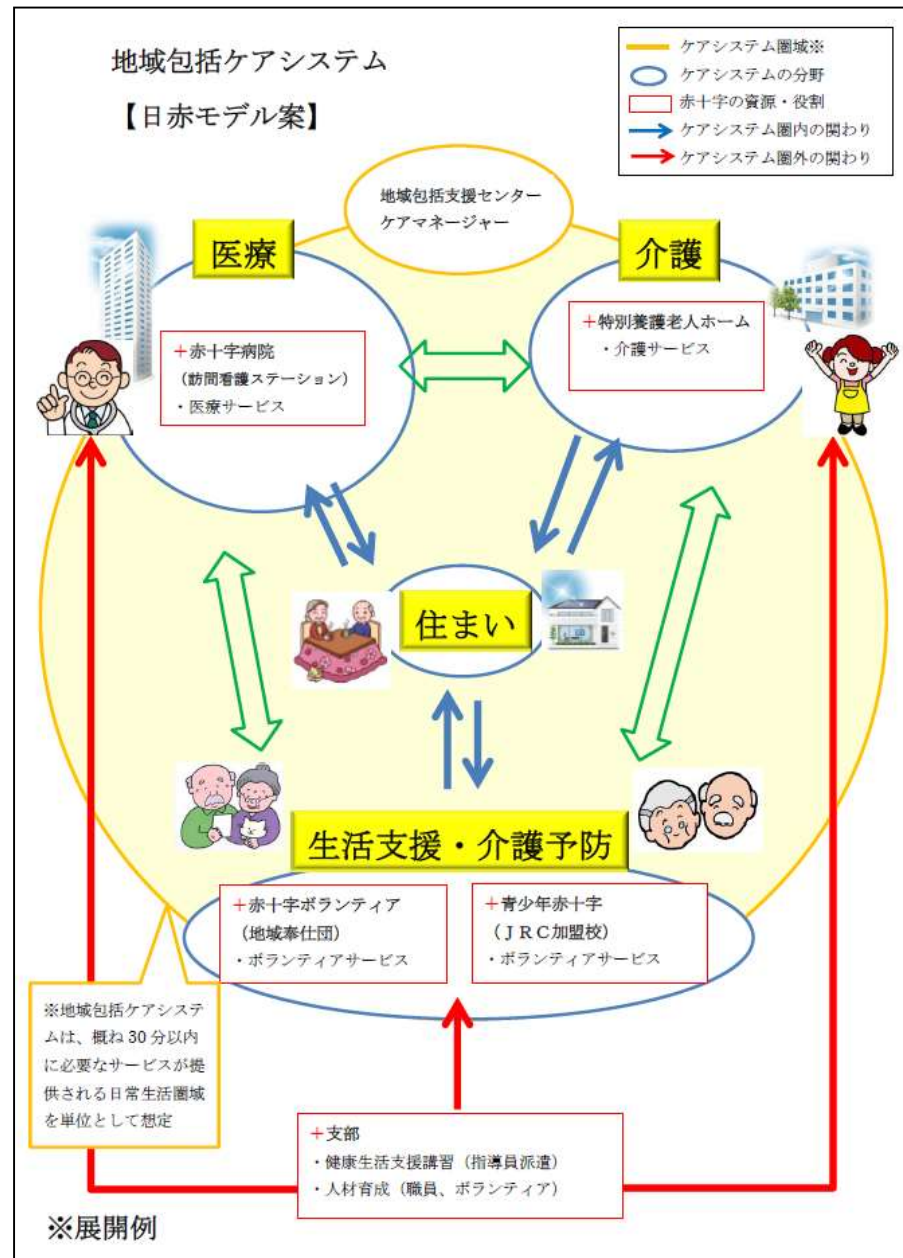 地域包括ケアシステム
【日赤モデル案】
ケアシステム圏域※
ケアシステムの分野
赤十字の資源・役割
ケアシステム圏内の関わり
ケアシステム圏外の関わり
地域包括支援センター
ケアマネージャー
医療
介護
+赤十字病院
(訪問看護ステーション)
・医療サービス
+特別養護老人ホーム
・介護サービス
住まい
生活支援・介護予防
+赤十字ボランティア
(地域奉仕団)
・ボランティアサービス
+青少年赤十字
(JRC加盟校)
・ボランティアサービス
※地域包括ケアシステ
ムは、概ね30分以内
に必要なサービスが提
供される日常生活圏域
を単位として想定
+支部
・健康生活支援講習(指導員派遣)
・人材育成(職員、ボランティア)
※展開例